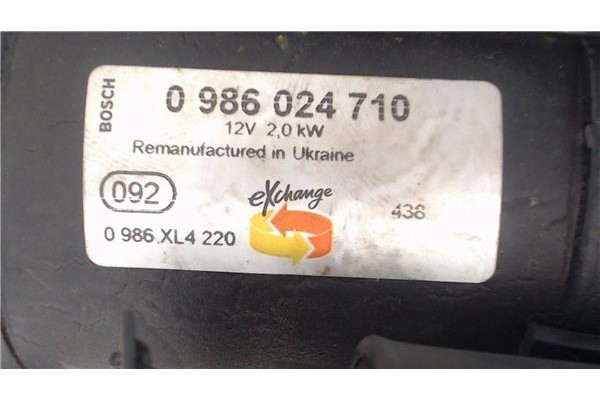 BOSCH
0 986 024 710
12V 2,0 kW
Remanufactured in Ukraine
092
eXchange
438
0 986 XL4 220